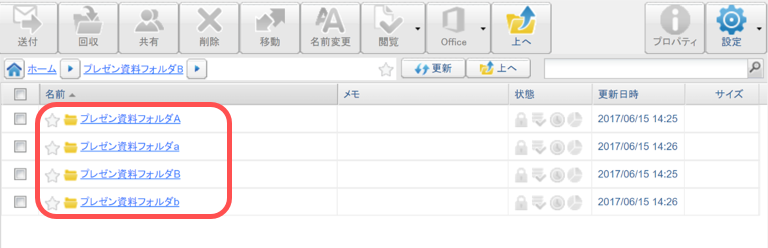 送付 回収 共有 削除 移動 名前変更 閲覧 Office 上へ プロパティ 設定
ホーム プレゼン資料フォルダB 更新 上へ
名前 メモ 状態 更新日時 サイズ
プレゼン資料フォルダA 2017/06/15 14:25
プレゼン資料フォルダa 2017/06/15 14:26
プレゼン資料フォルダB 2017/06/15 14:25
プレゼン資料フォルダb 2017/06/15 14:26